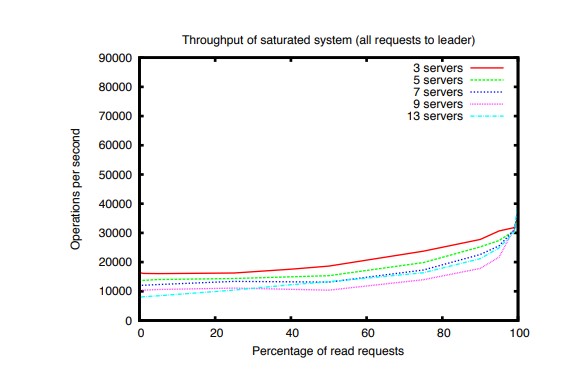 Throughput of saturated system (all requests to leader)
90000
80000
70000
60000
50000
40000
30000
20000
10000
0
Operations per second
3 servers
5 servers
7 servers
9 servers
13 servers
0 20 40 60 80 100
Percentage of read requests